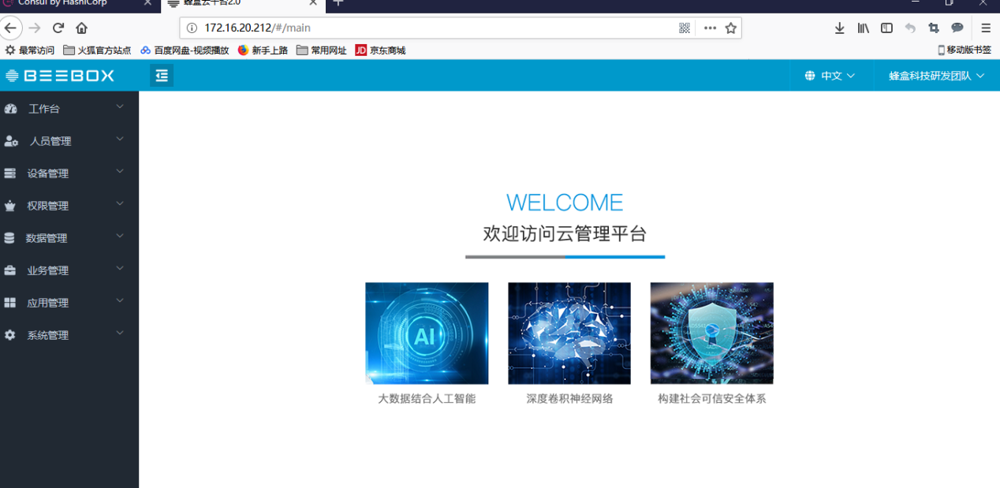 Consul by HashiCorp
蜂盒云平台2.0
172.16.20.212/#/main
最常访问 火狐官方站点 百度网盘-视频播放 新手上路 常用网址 JD 京东商城 移动版书签
BEEBOX 中文 蜂盒科技研发团队
工作台
人员管理
设备管理
权限管理
数据管理
业务管理
应用管理
系统管理
WELCOME
欢迎访问云管理平台
AI
大数据结合人工智能 深度卷积神经网络 构建社会可信安全体系